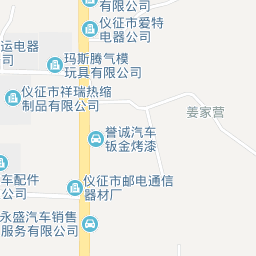 有限公司
仪征市爱特
电器公司
运电器
公司
玛斯腾气模
玩具有限公司
仪征市祥瑞热缩
制品有限公司
姜家营
誉诚汽车
钣金烤漆
车配件
公司
仪征市邮电通信
器材厂
永盛汽车销售
服务有限公司